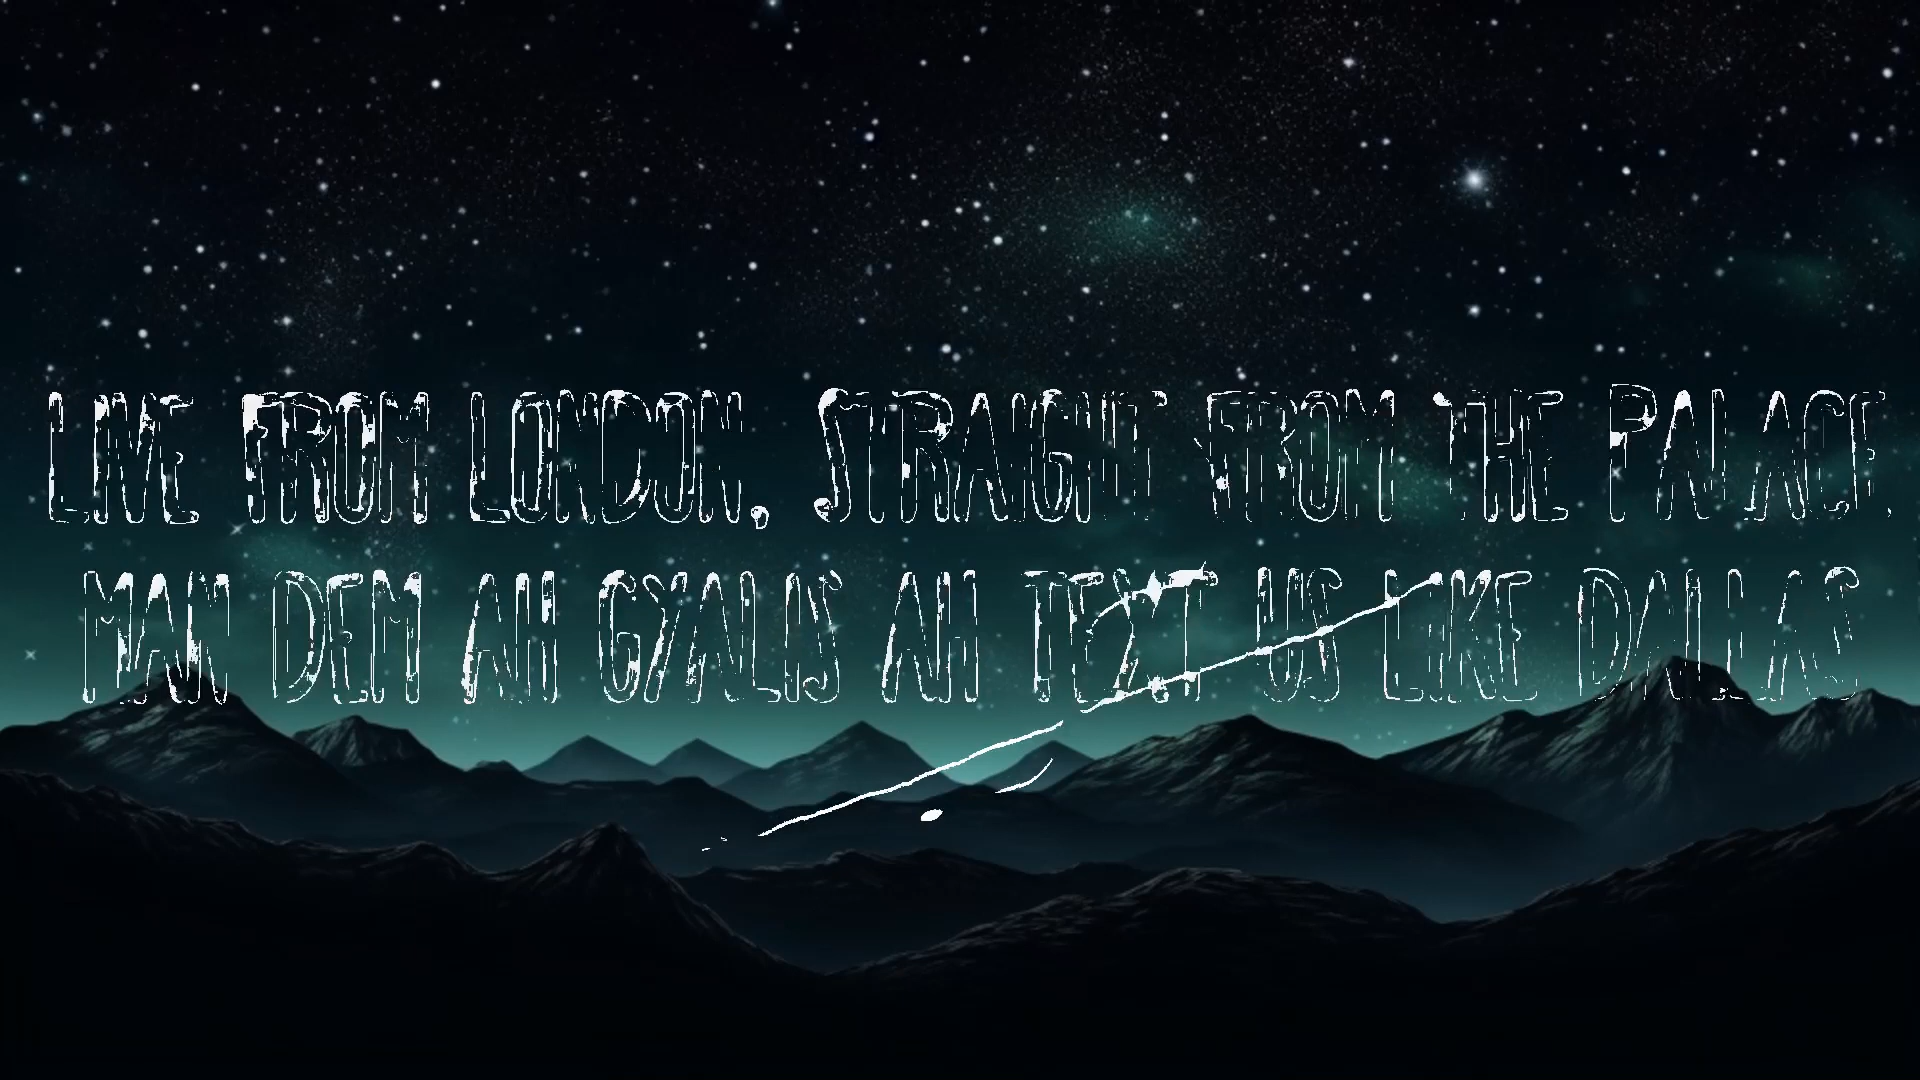 LIVE FROM LONDON, STRAIGHT FROM THE PALACE.
MAN DEM AH GYALIS AH TEXT US LIKE DALLAS